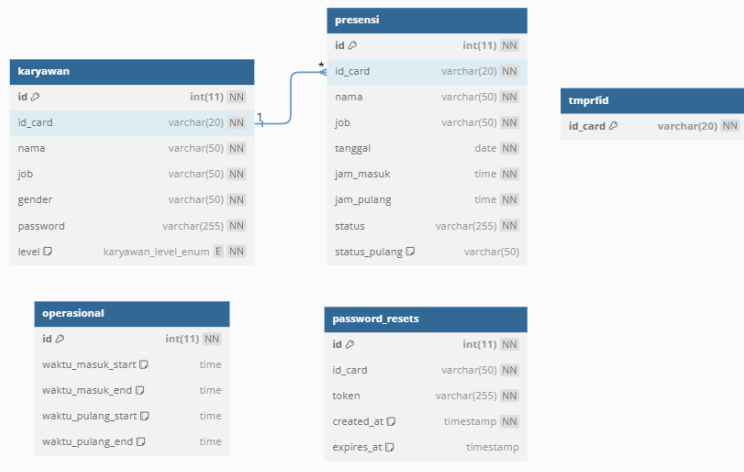 karyawan
id int(11) NN
id_card varchar(20) NN
nama varchar(50) NN
job varchar(50) NN
gender varchar(50) NN
password varchar(255) NN
level karyawan_level_enum E NN
1
*
presensi
id int(11) NN
id_card varchar(20) NN
nama varchar(50) NN
job varchar(50) NN
tanggal date NN
jam_masuk time NN
jam_pulang time NN
status varchar(255) NN
status_pulang varchar(50)
tmprfid
id_card varchar(20) NN
operasional
id int(11) NN
waktu_masuk_start time
waktu_masuk_end time
waktu_pulang_start time
waktu_pulang_end time
password_resets
id int(11) NN
id_card varchar(50) NN
token varchar(255) NN
created_at timestamp NN
expires_at timestamp